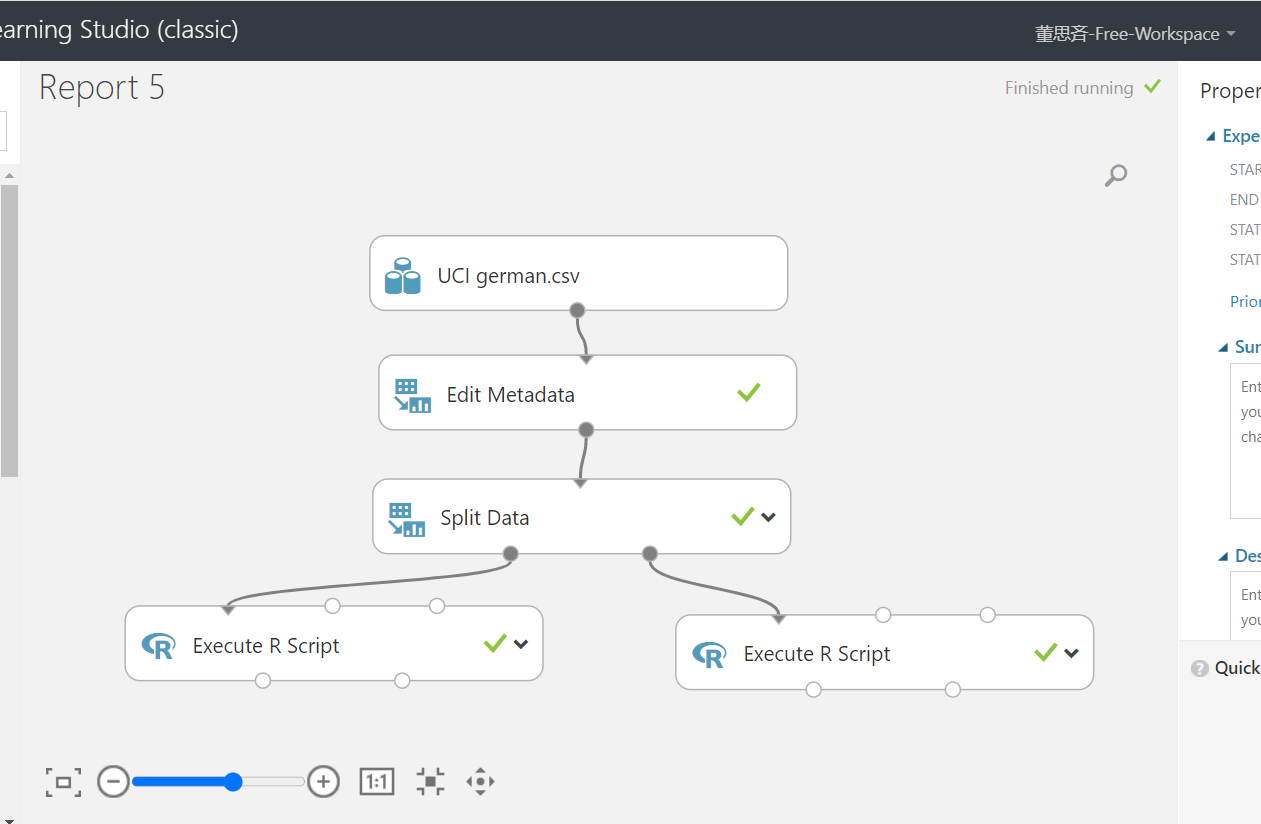 earning Studio (classic)
董思吝-Free-Workspace
Report 5
Finished running
Proper
Expe
STAR
END
STAT
STAT
Prior
Sur
Ent
you
cha
UCI german.csv
Edit Metadata
Split Data
Execute R Script
Execute R Script
Des
Ent
you
Quick
1:1